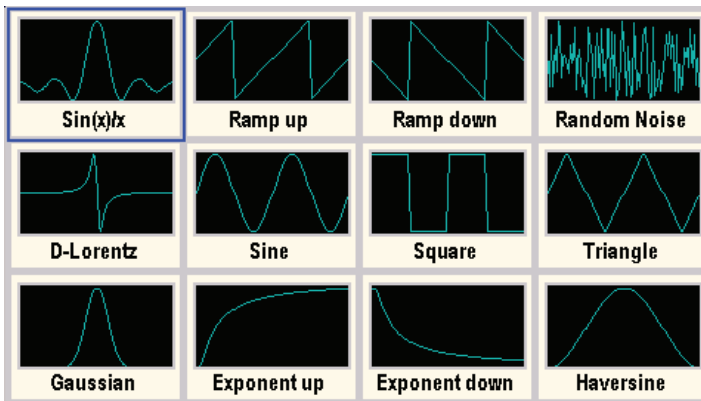 Sin(x)/x
Ramp up
Ramp down
Random Noise
D-Lorentz
Sine
Square
Triangle
Gaussian
Exponent up
Exponent down
Haversine